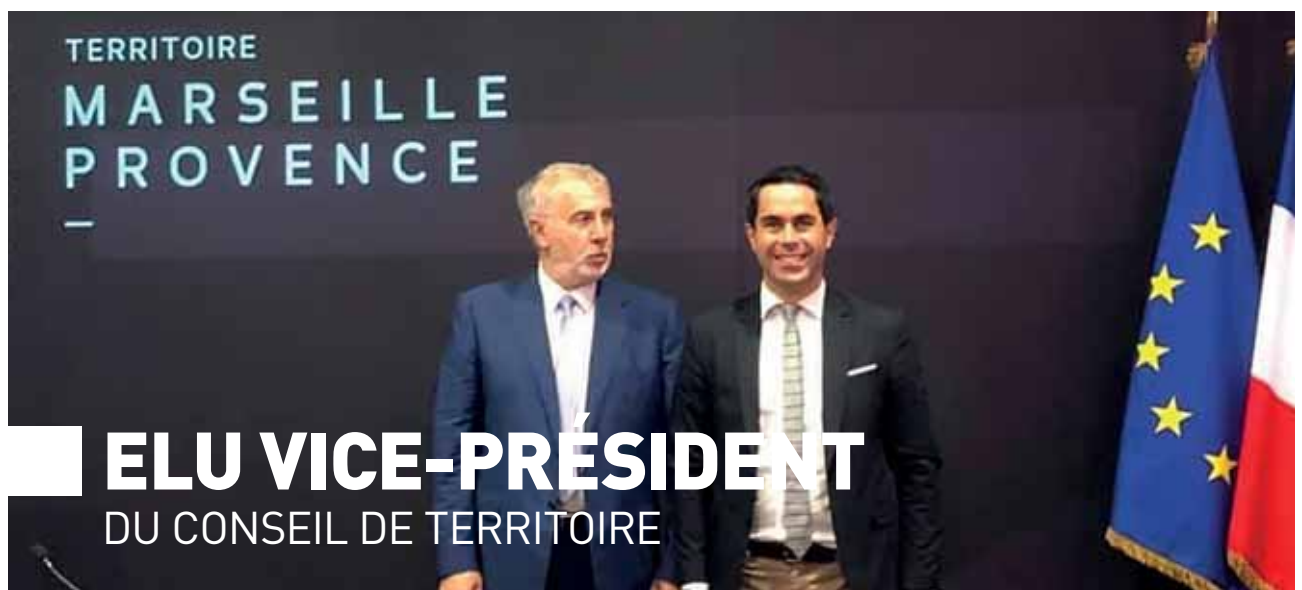 TERRITOIRE
MARSEILLE
PROVENCE
ELU VICE-PRÉSIDENT
DU CONSEIL DE TERRITOIRE